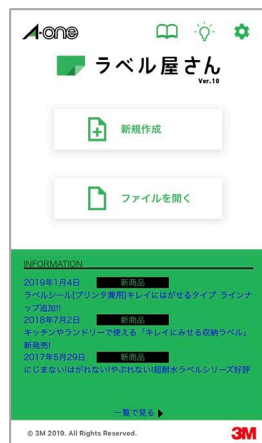 A-one
ラベル屋さん
Ver.10
新規作成
ファイルを開く
INFORMATION
2019年1月4日 新商品
ラベルシール[プリンタ兼用]キレイにはがせるタイプ ラインナ
ップ追加!!
2018年7月2日 新商品
キッチンやランドリーで使える「キレイにみせる収納ラベル」
新発売!
2017年5月29日 新商品
にじまない!はがれない!やぶれない!超耐水ラベルシリーズ好評
一覧で見る
© 3M 2019. All Rights Reserved.
3M